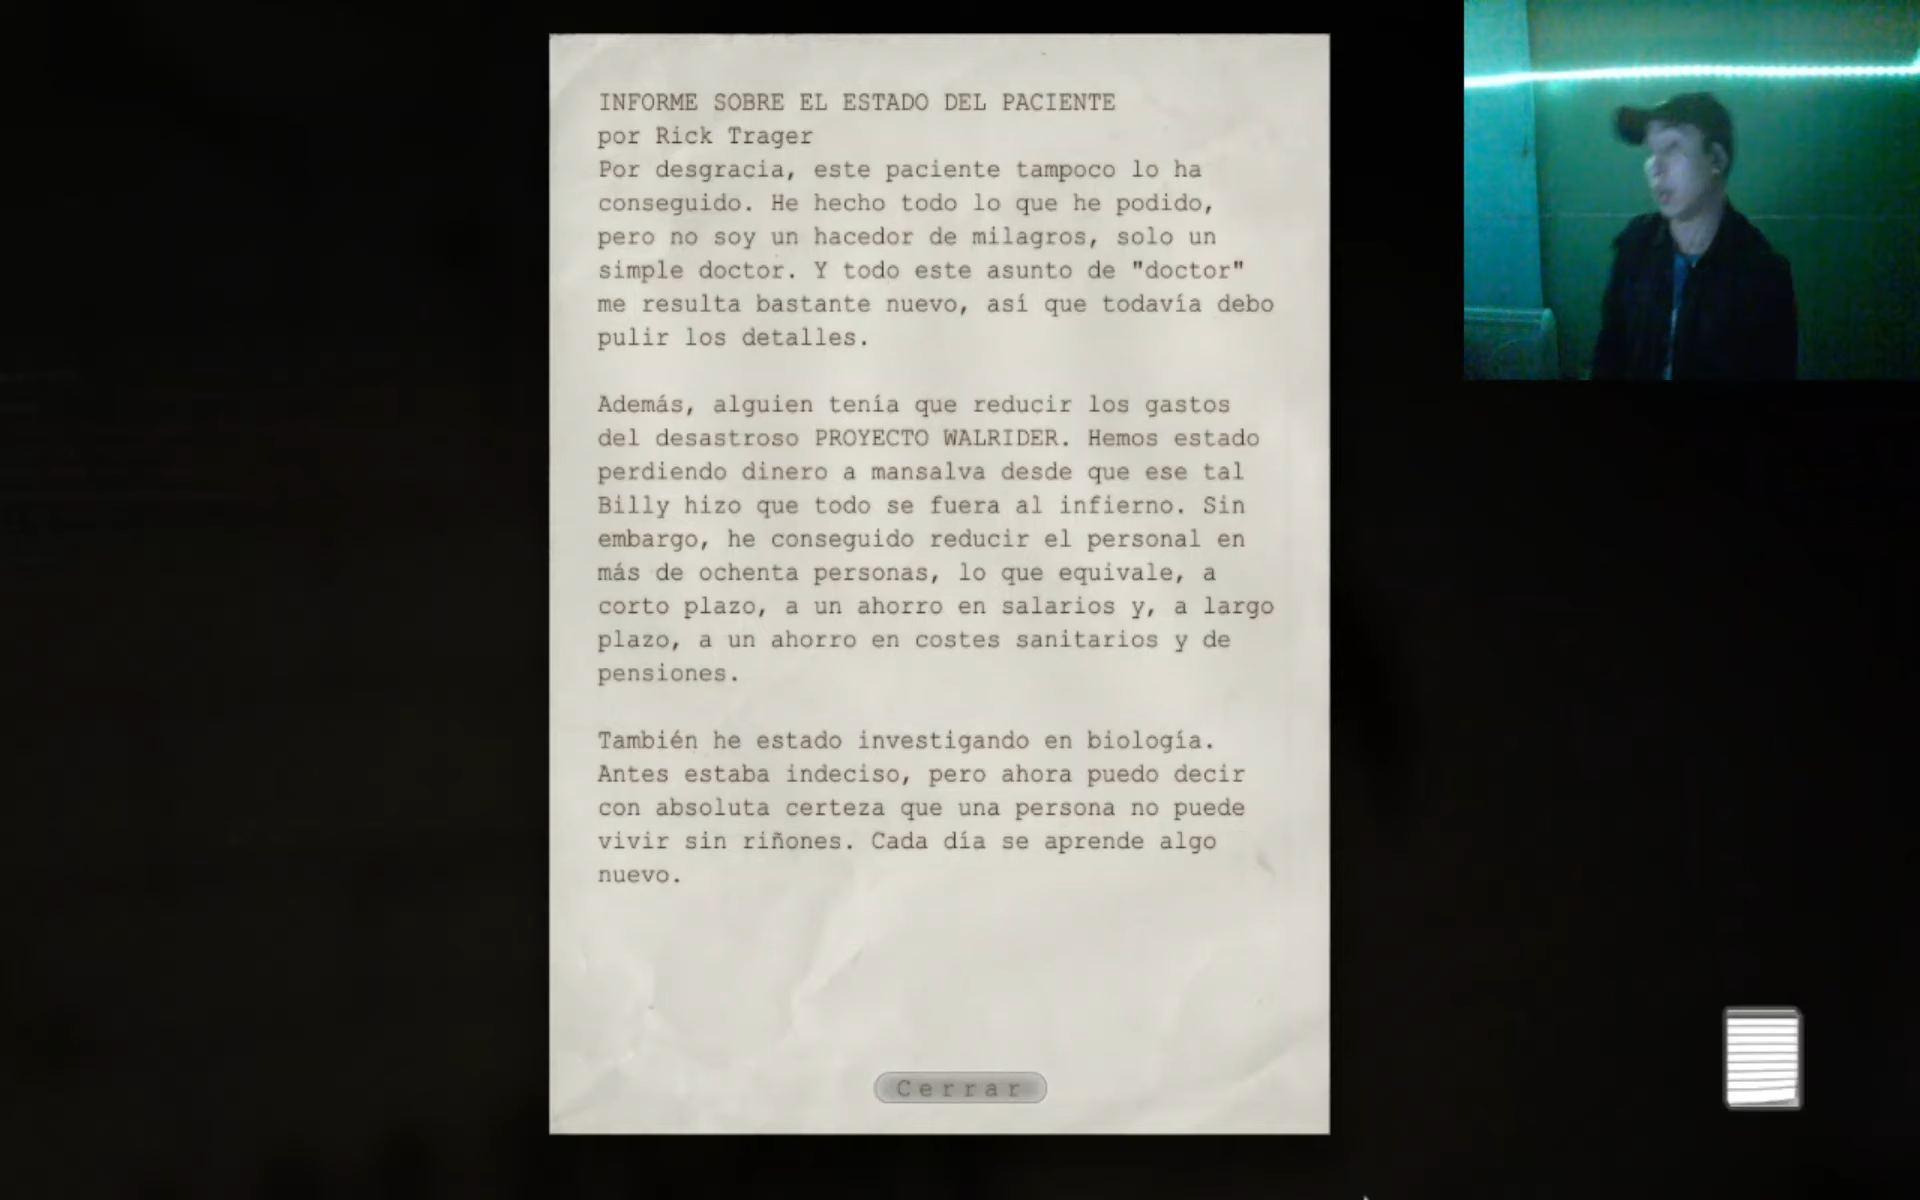 INFORME SOBRE EL ESTADO DEL PACIENTE
por Rick Trager
Por desgracia, este paciente tampoco lo ha
conseguido. He hecho todo lo que he podido,
pero no soy un hacedor de milagros, solo un
simple doctor. Y todo este asunto de "doctor"
me resulta bastante nuevo, así que todavía debo
pulir los detalles.
Además, alguien tenía que reducir los gastos
del desastroso PROYECTO WALRIDER. Hemos estado
perdiendo dinero a mansalva desde que ese tal
Billy hizo que todo se fuera al infierno. Sin
embargo, he conseguido reducir el personal en
más de ochenta personas, lo que equivale, a
corto plazo, a un ahorro en salarios y, a largo
plazo, a un ahorro en costes sanitarios y de
pensiones.
También he estado investigando en biología.
Antes estaba indeciso, pero ahora puedo decir
con absoluta certeza que una persona no puede
vivir sin riñones. Cada día se aprende algo
nuevo.
Cerrar